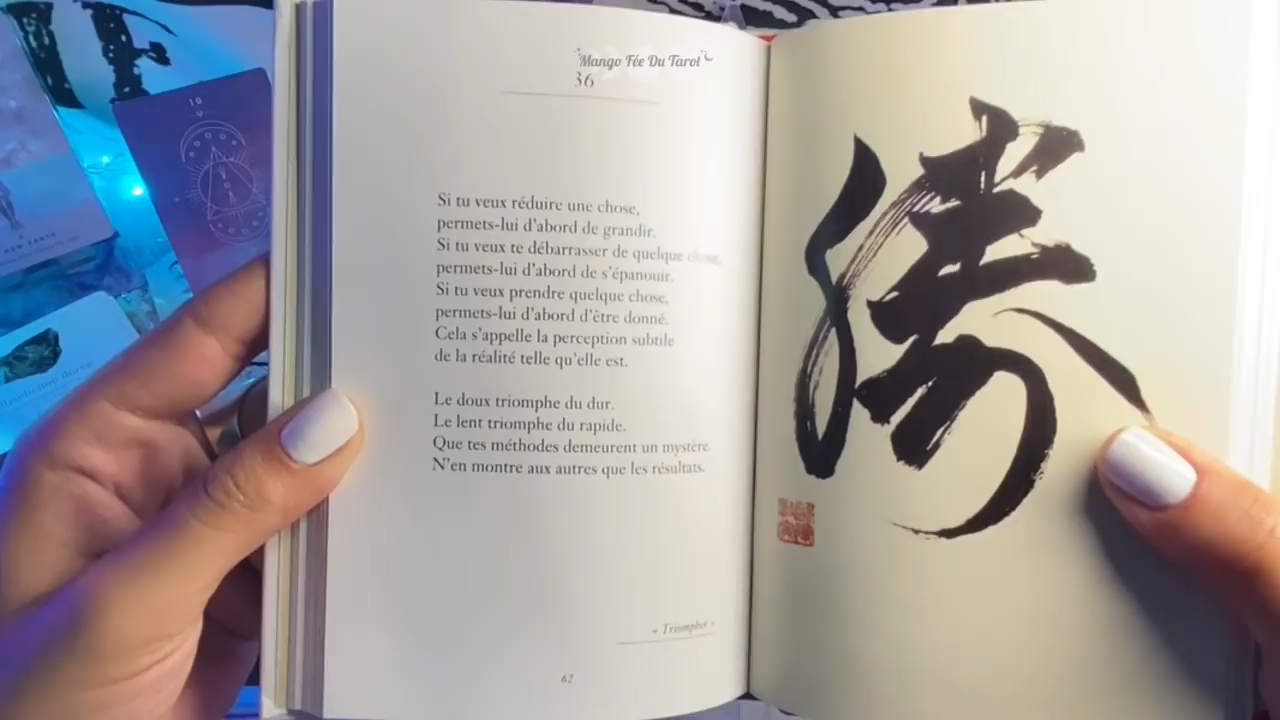 Mango Fée Du Tarot
36
Si tu veux réduire une chose,
permets-lui d'abord de grandir.
Si tu veux te débarrasser de quelque chose,
permets-lui d'abord de s'épanouir.
Si tu veux prendre quelque chose,
permets-lui d'abord d'être donné.
Cela s'appelle la perception subtile
de la réalité telle qu'elle est.
Le doux triomphe du dur.
Le lent triomphe du rapide.
Que tes méthodes demeurent un mystère.
N'en montre aux autres que les résultats.
« Triompher »
62
勝
10
V
NEW EARTH